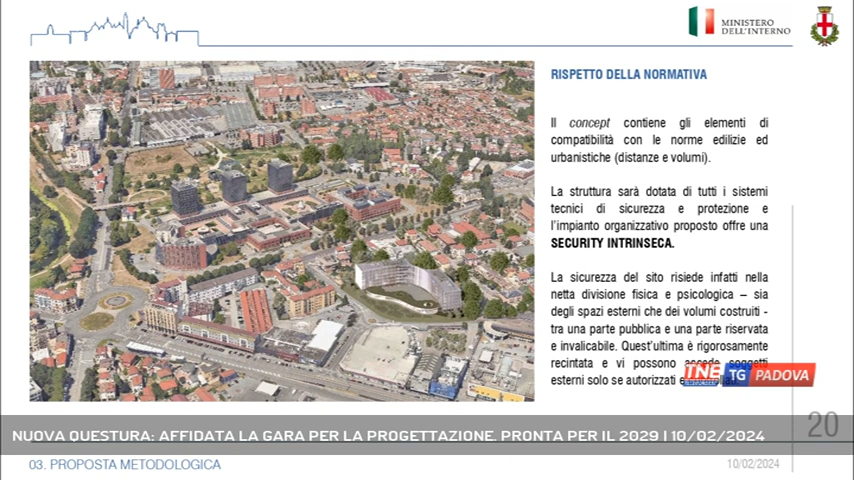 MINISTERO
DELL'INTERNO
RISPETTO DELLA NORMATIVA
Il concept contiene gli elementi di
compatibilità con le norme edilizie ed
urbanistiche (distanze e volumi).
La struttura sarà dotata di tutti i sistemi
tecnici di sicurezza e protezione e
l'impianto organizzativo proposto offre una
SECURITY INTRINSECA.
La sicurezza del sito risiede infatti nella
netta divisione fisica e psicologica – sia
degli spazi esterni che dei volumi costruiti -
tra una parte pubblica e una parte riservata
e invalicabile. Quest'ultima è rigorosamente
recintata e vi possono soggetti
esterni solo se autorizzati
TNE TG PADOVA
20
NUOVA QUESTURA: AFFIDATA LA GARA PER LA PROGETTAZIONE. PRONTA PER IL 2029 | 10/02/2024
03. PROPOSTA METODOLOGICA
10/02/2024